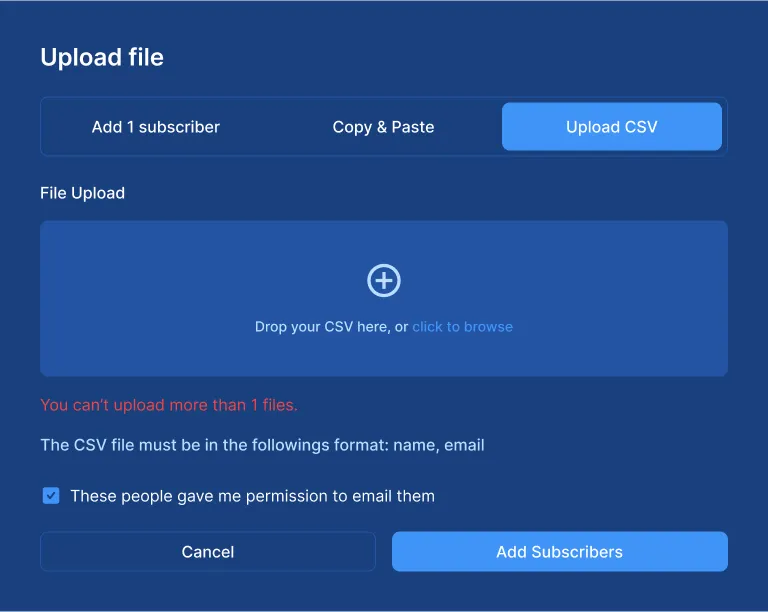 Upload file
Add 1 subscriber
Copy & Paste
Upload CSV
File Upload
Drop your CSV here, or click to browse
You can't upload more than 1 files.
The CSV file must be in the followings format: name, email
These people gave me permission to email them
Cancel
Add Subscribers